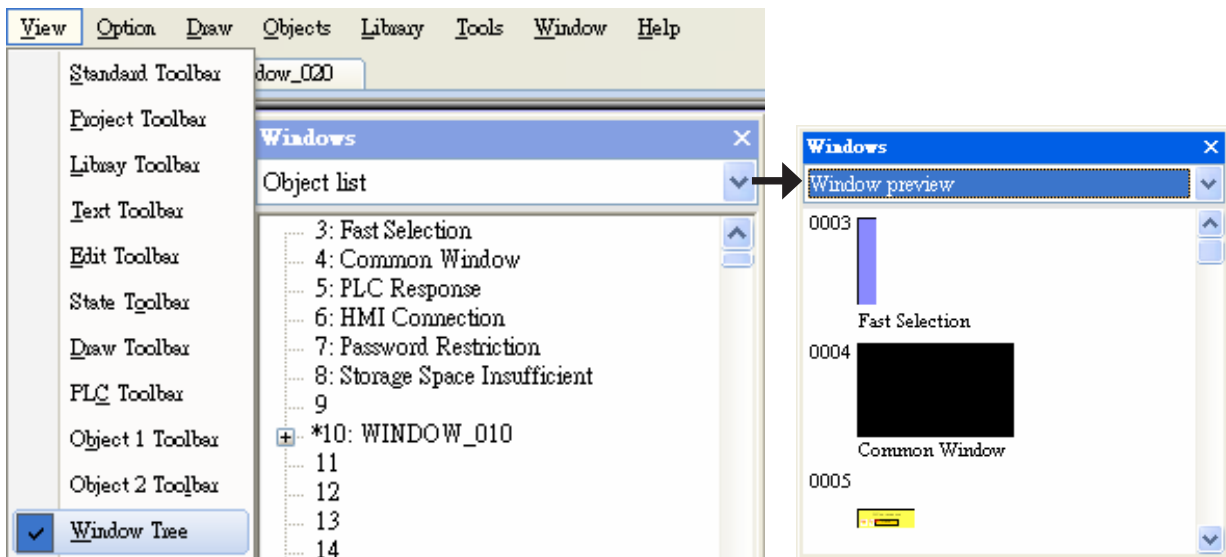 View Option Draw Objects Library Tools Window Help
Standard Toolbar
dow_020
Project Toolbar
Libray Toolbar
Text Toolbar
Edit Toolbar
State Toolbar
Draw Toolbar
PLC Toolbar
Object 1 Toolbar
Object 2 Toolbar
Window Tree
Windows
Object list
3: Fast Selection
4: Common Window
5: PLC Response
6: HMI Connection
7: Password Restriction
8: Storage Space Insufficient
9
*10: WINDOW_010
11
12
13
14
Windows
Window preview
0003
Fast Selection
0004
Common Window
0005